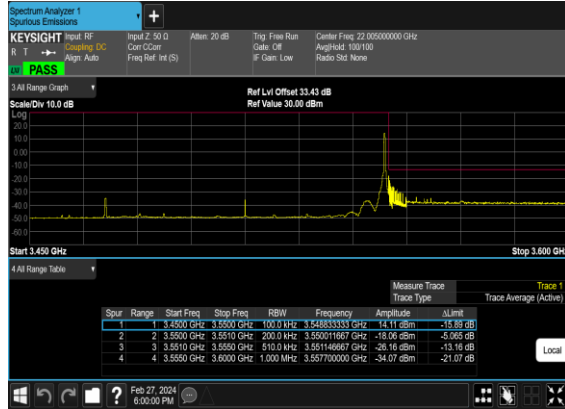 Spectrum Analyzer 1
Spurious Emissions
+
KEYSIGHT Input: RF Input Z: 50 Ω Atten: 20 dB Trig: Free Run Center Freq: 22.005000000 GHz
R T Coupling: DC Corr CCorr Gate: Off Avg|Hold: 100/100
Align: Auto Freq Ref: Int (S) IF Gain: Low Radio Std: None
LV PASS
3 All Range Graph
Ref Lvl Offset 33.43 dB
Scale/Div 10.0 dB Ref Value 30.00 dBm
Log
20.0
10.0
0.00
-10.0
-20.0
-30.0
-40.0
-50.0
-60.0
Start 3.450 GHz Stop 3.600 GH
4 All Range Table
Measure Trace Trace 1
Trace Type Trace Average (Active)
Spur Range Start Freq Stop Freq RBW Frequency Amplitude ΔLimit
1 1 3.4500 GHz 3.5500 GHz 100.0 kHz 3.548833333 GHz 14.11 dBm -15.89 dB
2 2 3.5500 GHz 3.5510 GHz 200.0 kHz 3.550011667 GHz -18.06 dBm -5.065 dB
3 3 3.5510 GHz 3.5550 GHz 510.0 kHz 3.551146667 GHz -26.16 dBm -13.16 dB
4 4 3.5550 GHz 3.6000 GHz 1.000 MHz 3.557700000 GHz -34.07 dBm -21.07 dB
Local
? Feb 27, 2024
6:00:00 PM